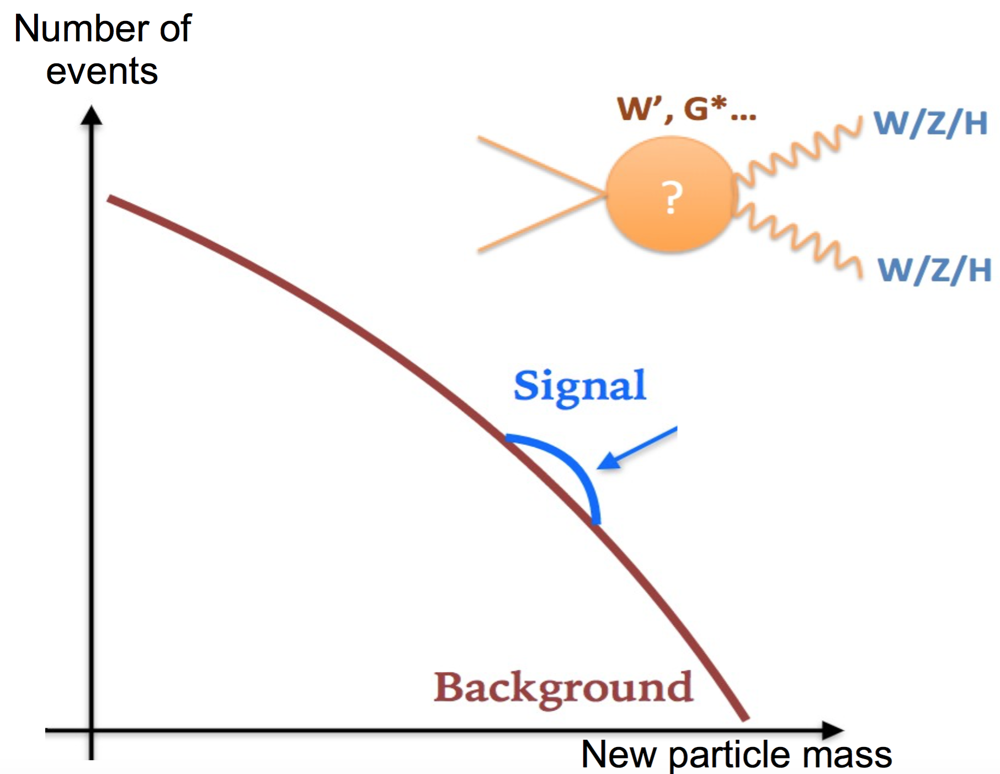 Number of
events
W’, G*...
W/Z/H
?
W/Z/H
Signal
Background
New particle mass